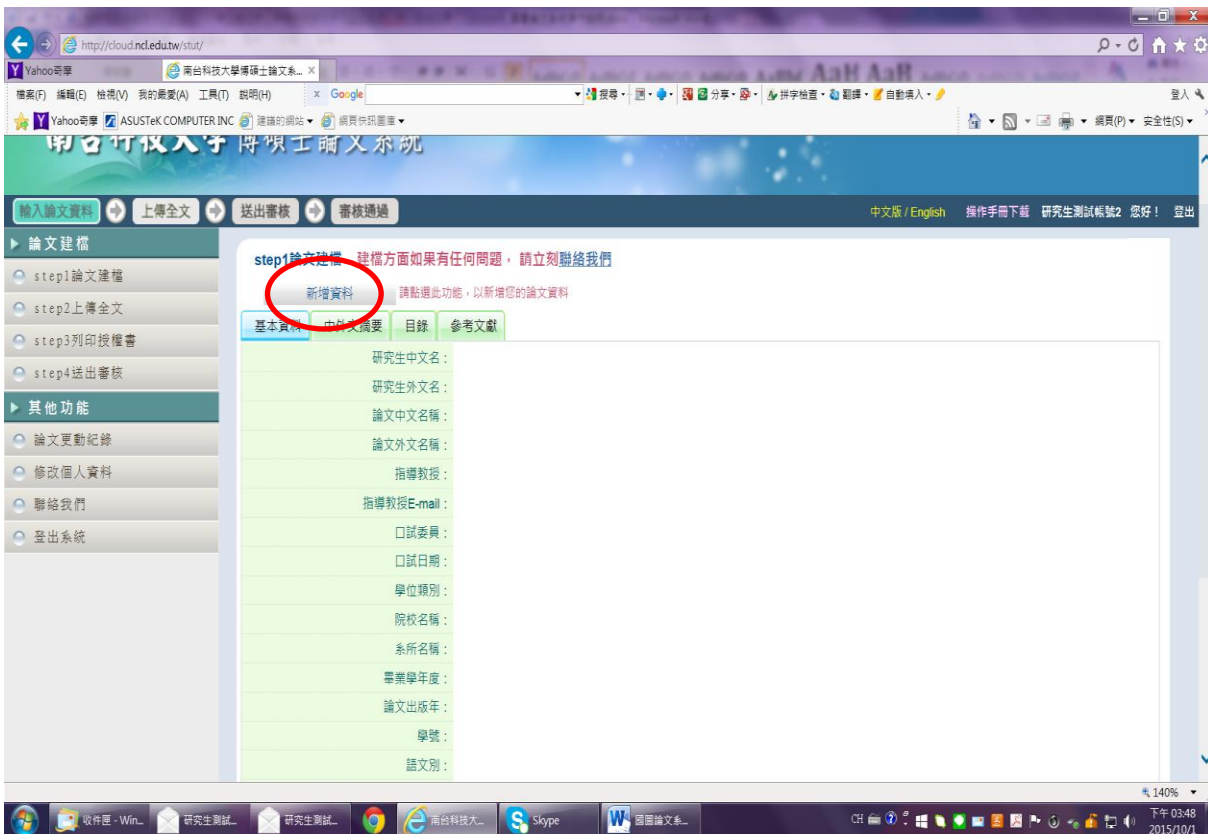 http://cloud.ncl.edu.tw/stut/
Yahoo奇摩
南台科技大學博碩士論文系... X
檔案(F) 編輯(E) 檢視(V) 我的最愛(A) 工具(T) 說明(H)
x Google
搜尋 分享 拼字檢查 翻譯 自動填入
登入
Yahoo奇摩 ASUSTeK COMPUTER INC 建議的網站 網頁快訊圖庫
網頁(P) 安全性(S)
南台科技大學 博碩士論文系統
輸入論文資料 上傳全文 送出審核 審核通過
中文版 / English 操作手冊下載 研究生測試帳號2 您好！ 登出
論文建檔
step1論文建檔
step2上傳全文
step3列印授權書
step4送出審核
其他功能
論文更動紀錄
修改個人資料
聯絡我們
登出系統
step1論文建檔 建檔方面如果有任何問題，請立刻聯絡我們
新增資料 請點選此功能，以新增您的論文資料
基本資料 中外文摘要 目錄 參考文獻
研究生中文名：
研究生外文名：
論文中文名稱：
論文外文名稱：
指導教授：
指導教授E-mail：
口試委員：
口試日期：
學位類別：
院校名稱：
系所名稱：
畢業學年度：
論文出版年：
學號：
語文別：
140%
收件匣 - Win... 研究生測試... 研究生測試... 南台科技大... Skype 國圖論文系...
CH
下午 03:48
2015/10/1